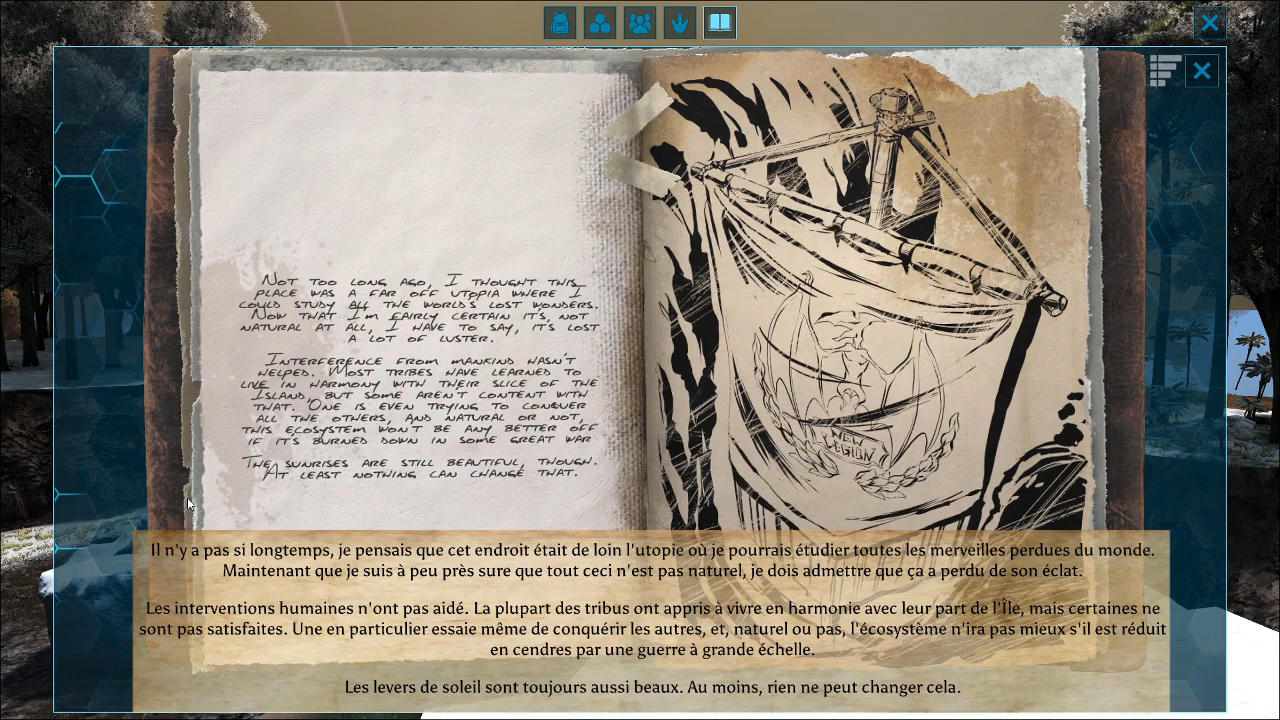 NOT TOO LONG AGO, I THOUGHT THIS
PLACE WAS A FAR OFF UTOPIA WHERE I
COULD STUDY ALL THE WORLD'S LOST WONDERS.
NOW THAT I'M FAIRLY CERTAIN IT'S, NOT
NATURAL AT ALL, I HAVE TO SAY, IT'S LOST
A LOT OF LUSTER.
INTERFERENCE FROM MANKIND HASN'T
HELPED. MOST TRIBES HAVE LEARNED TO
LIVE IN HARMONY WITH THEIR SLICE OF THE
ISLAND, BUT SOME AREN'T CONTENT WITH
THAT. ONE IS EVEN TRYING TO CONQUER
ALL THE OTHERS, AND NATURAL OR NOT,
THIS ECOSYSTEM WON'T BE ANY BETTER OFF
IF IT'S BURNED DOWN IN SOME GREAT WAR
THE SUNRISES ARE STILL BEAUTIFUL, THOUGH.
AT LEAST NOTHING CAN CHANGE THAT.
NEW
LEGION
Il n'y a pas si longtemps, je pensais que cet endroit était de loin l'utopie où je pourrais étudier toutes les merveilles perdues du monde.
Maintenant que je suis à peu près sure que tout ceci n'est pas naturel, je dois admettre que ça a perdu de son éclat.
Les interventions humaines n'ont pas aidé. La plupart des tribus ont appris à vivre en harmonie avec leur part de l'Île, mais certaines ne
sont pas satisfaites. Une en particulier essaie même de conquérir les autres, et, naturel ou pas, l'écosystème n'ira pas mieux s'il est réduit
en cendres par une guerre à grande échelle.
Les levers de soleil sont toujours aussi beaux. Au moins, rien ne peut changer cela.